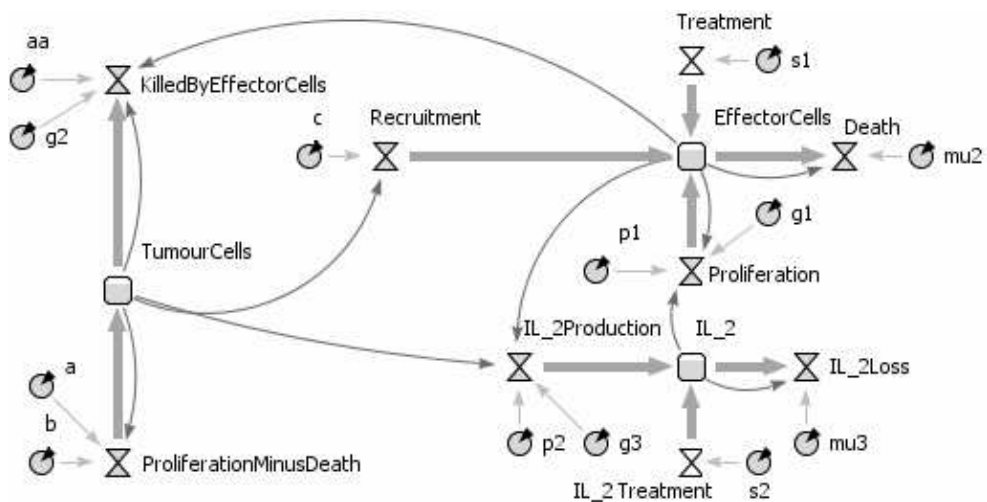 Treatment
aa
s1
KilledByEffectorCells
g2
c
Recruitment
EffectorCells
Death
mu2
g1
p1
TumourCells
Proliferation
IL_2Production
IL_2
a
IL_2Loss
b
p2
g3
mu3
ProliferationMinusDeath
IL_2 Treatment
s2